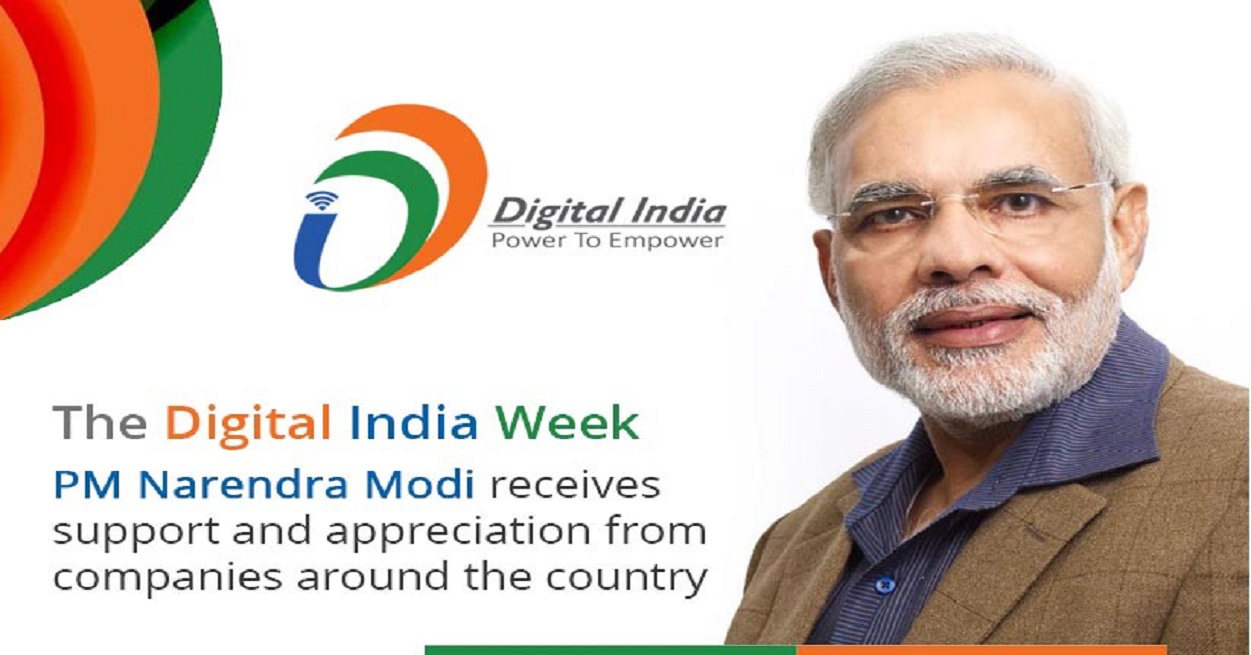 Digital India
Power To Empower
The Digital India Week
PM Narendra Modi receives
support and appreciation from
companies around the country